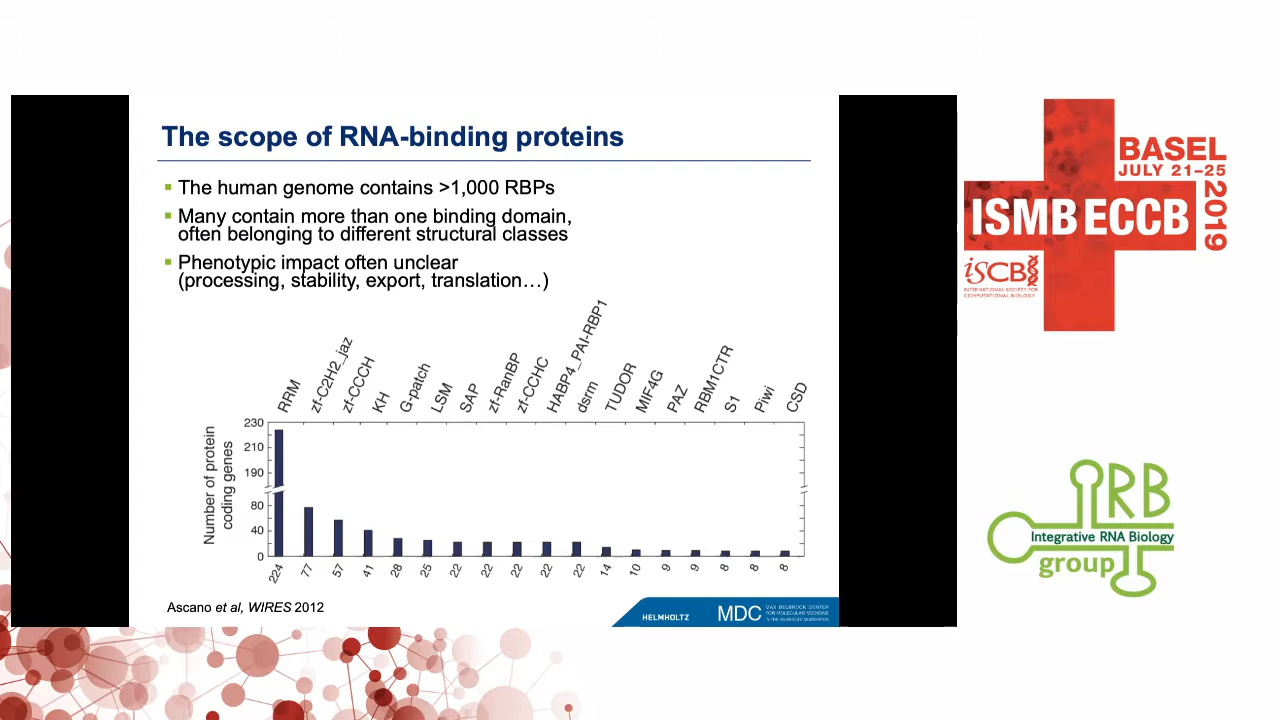 The scope of RNA-binding proteins
The human genome contains >1,000 RBPs
Many contain more than one binding domain,
often belonging to different structural classes
Phenotypic impact often unclear
(processing, stability, export, translation…)
RRM
zf-C2H2_jaz
zf-CCCH
KH
G-patch
LSM
SAP
zf-RanBP
zf-CCHC
HABP4_PAI-RBP1
dsrm
TUDOR
MIF4G
PAZ
RBM1CTR
S1
Piwi
CSD
Number of protein
coding genes
230
210
190
80
40
0
224
77
57
41
28
25
22
22
22
22
22
14
10
9
9
8
8
8
Ascano et al, WIRES 2012
HELMHOLTZ
MDC
MAX DELBRÜCK CENTER
FOR MOLECULAR MEDICINE
IN THE HELMHOLTZ ASSOCIATION
BASEL
JULY 21–25
2019
ISMB ECCB
iSCB
INTERNATIONAL SOCIETY FOR
COMPUTATIONAL BIOLOGY
IRB
Integrative RNA Biology
group